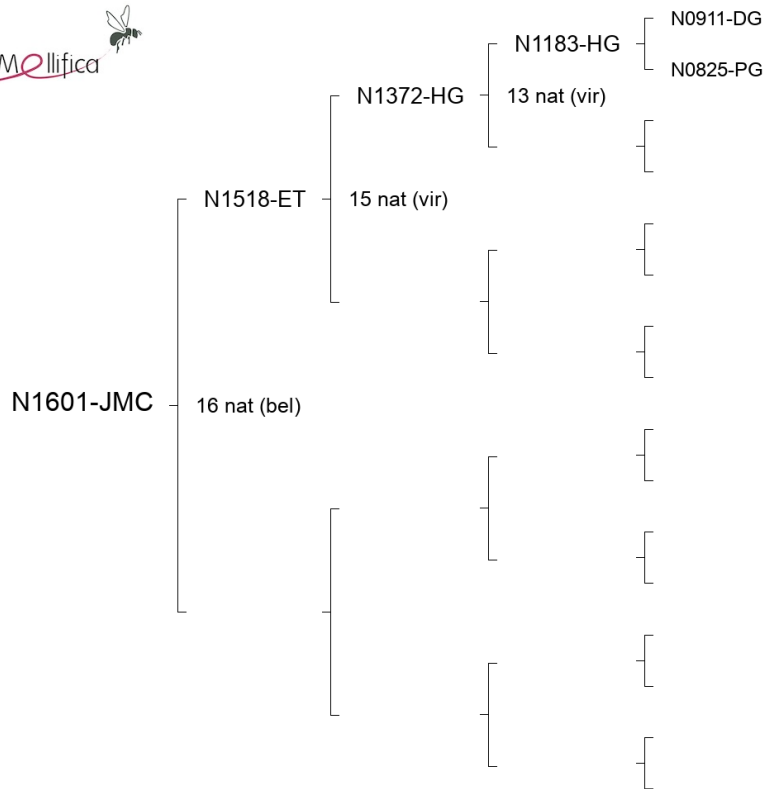 Mellifica
N0911-DG
N1183-HG
N0825-PG
N1372-HG
13 nat (vir)
N1518-ET
15 nat (vir)
N1601-JMC
16 nat (bel)